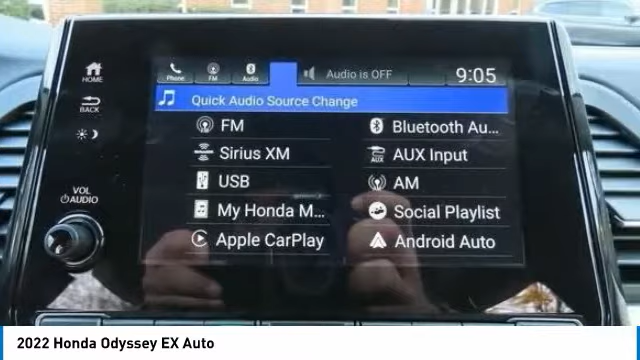 Phone
FM
Audio
Audio is OFF
9:05
HOME
BACK
VOL
AUDIO
Quick Audio Source Change
FM
Bluetooth Au...
Sirius XM
AUX
AUX Input
USB
AM
My Honda M...
Social Playlist
Apple CarPlay
Android Auto
2022 Honda Odyssey EX Auto